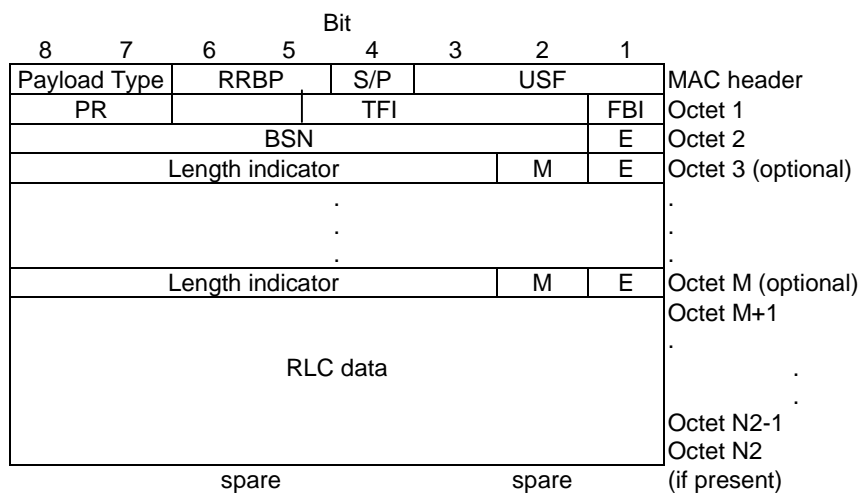 Bit
8 7 6 5 4 3 2 1
Payload Type RRBP S/P USF MAC header
PR TFI FBI Octet 1
BSN E Octet 2
Length indicator M E Octet 3 (optional)
. .
. .
. .
Length indicator M E Octet M (optional)
Octet M+1
.
RLC data .
.
Octet N2-1
Octet N2
spare spare (if present)